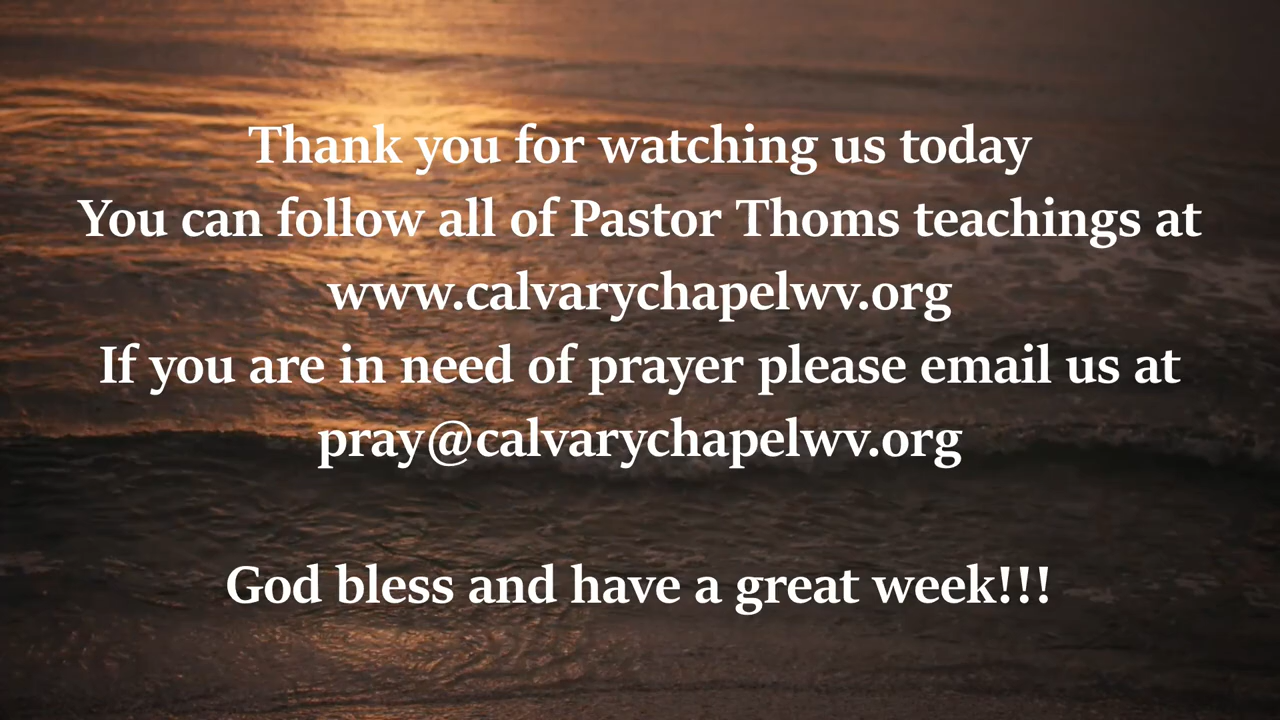 Thank you for watching us today
You can follow all of Pastor Thoms teachings at
www.calvarychapelwv.org
If you are in need of prayer please email us at
pray@calvarychapelwv.org
God bless and have a great week!!!